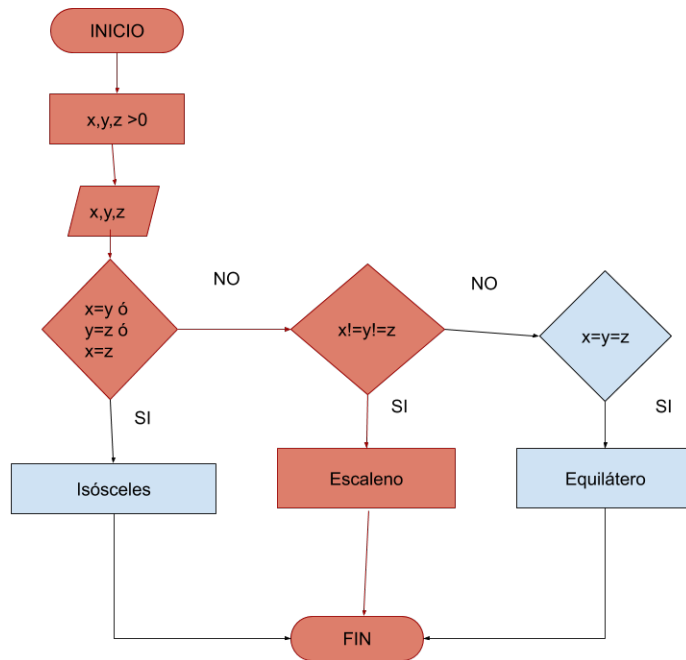 INICIO
x,y,z >0
x,y,z
x=y ó
y=z ó
x=z
NO
x!=y!=z
NO
x=y=z
SI
SI
SI
Isósceles
Escaleno
Equilátero
FIN